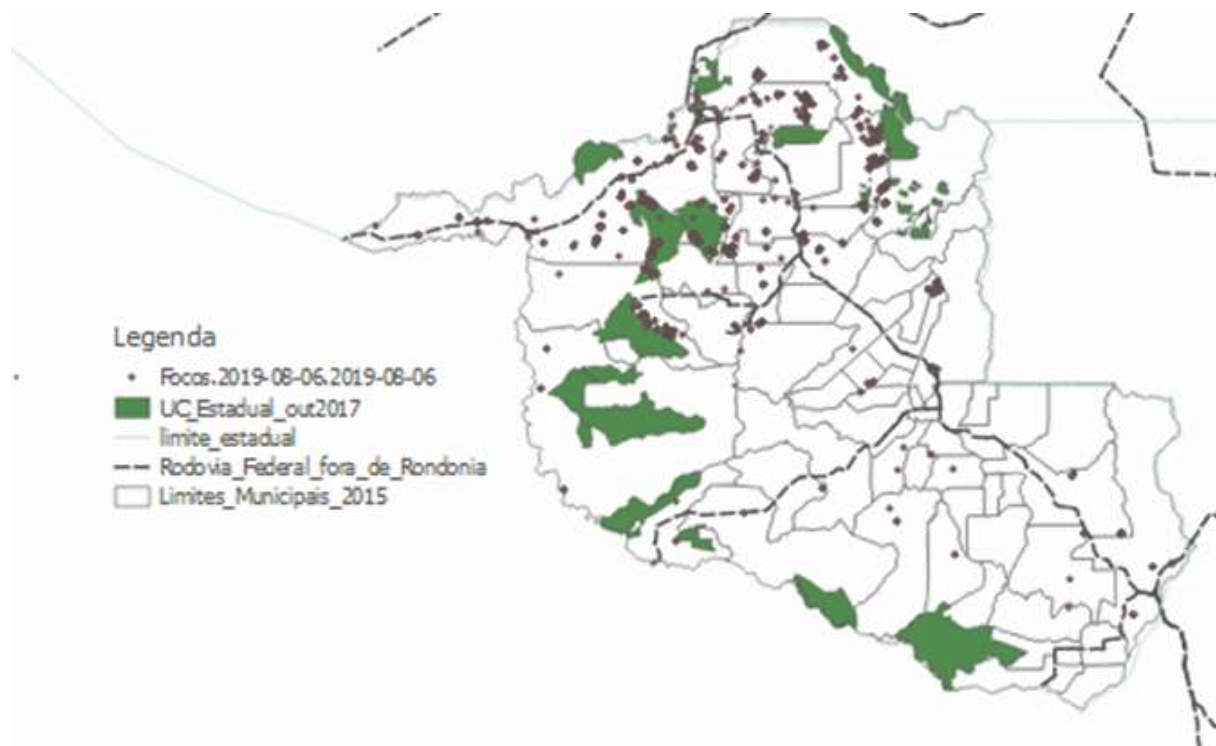 Legenda
Focos.2019-08-06.2019-08-06
UC_Estadual_out2017
limite_estadual
Rodovia_Federal_fora_de_Rondonia
Limites_Municipais_2015